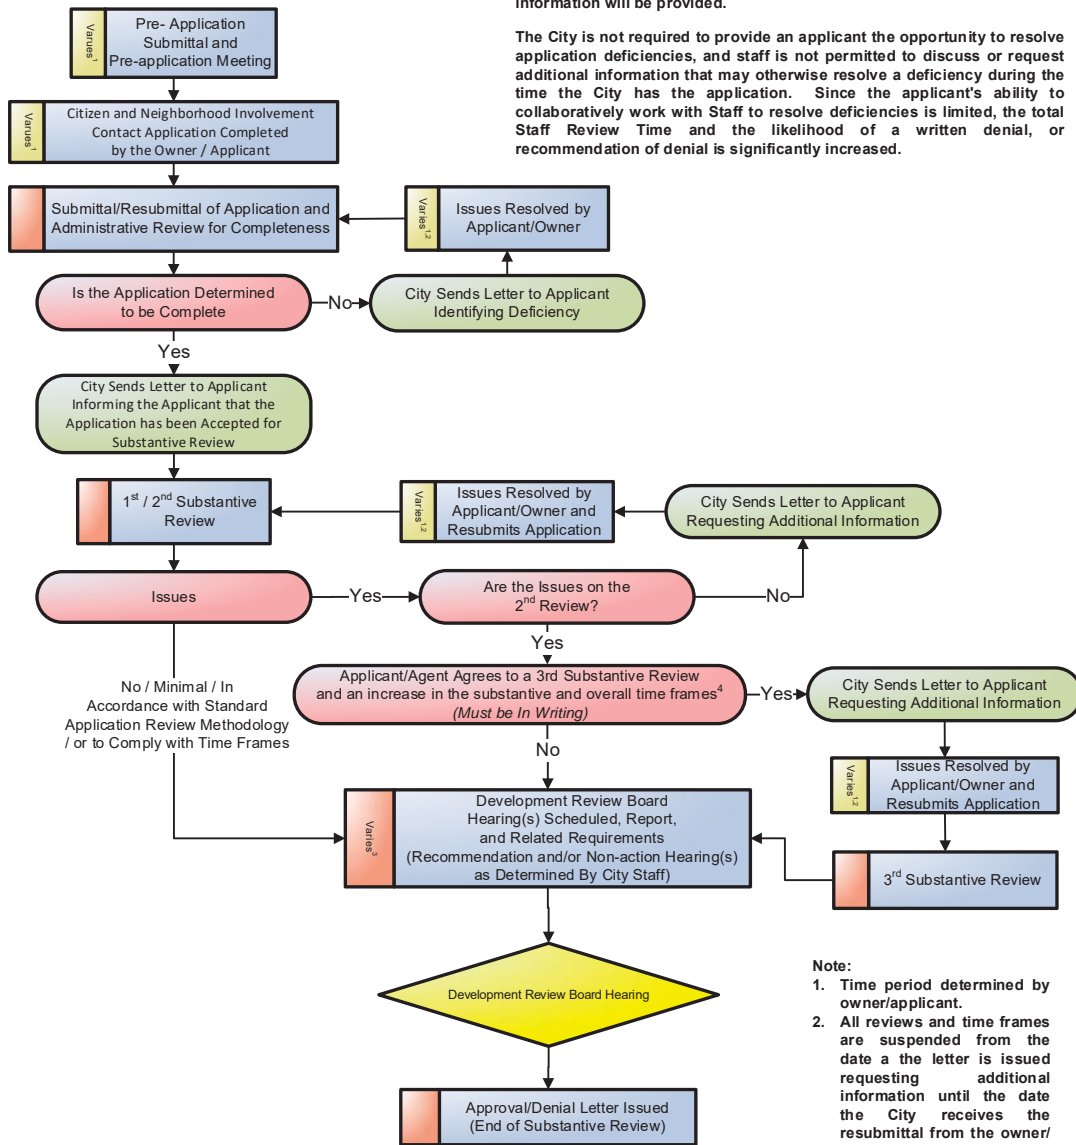 information will be provided.
The City is not required to provide an applicant the opportunity to resolve
application deficiencies, and staff is not permitted to discuss or request
additional information that may otherwise resolve a deficiency during the
time the City has the application. Since the applicant's ability to
collaboratively work with Staff to resolve deficiencies is limited, the total
Staff Review Time and the likelihood of a written denial, or
recommendation of denial is significantly increased.
Varues1
Pre- Application
Submittal and
Pre-application Meeting
Varues1
Citizen and Neighborhood Involvement
Contact Application Completed
by the Owner / Applicant
Submittal/Resubmittal of Application and
Administrative Review for Completeness
Varies1,2
Issues Resolved by
Applicant/Owner
Is the Application Determined
to be Complete
No
City Sends Letter to Applicant
Identifying Deficiency
Yes
City Sends Letter to Applicant
Informing the Applicant that the
Application has been Accepted for
Substantive Review
1st / 2nd Substantive
Review
Varies1,2
Issues Resolved by
Applicant/Owner and
Resubmits Application
City Sends Letter to Applicant
Requesting Additional Information
Issues
Yes
Are the Issues on the
2nd Review?
No
Yes
No / Minimal / In
Accordance with Standard
Application Review Methodology
/ or to Comply with Time Frames
Applicant/Agent Agrees to a 3rd Substantive Review
and an increase in the substantive and overall time frames4
(Must be In Writing)
Yes
City Sends Letter to Applicant
Requesting Additional Information
No
Varies1,2
Issues Resolved by
Applicant/Owner and
Resubmits Application
Varies3
Development Review Board
Hearing(s) Scheduled, Report,
and Related Requirements
(Recommendation and/or Non-action Hearing(s)
as Determined By City Staff)
3rd Substantive Review
Development Review Board Hearing
Approval/Denial Letter Issued
(End of Substantive Review)
Note:
1. Time period determined by
owner/applicant.
2. All reviews and time frames
are suspended from the
date a the letter is issued
requesting additional
information until the date
the City receives the
resubmittal from the owner/